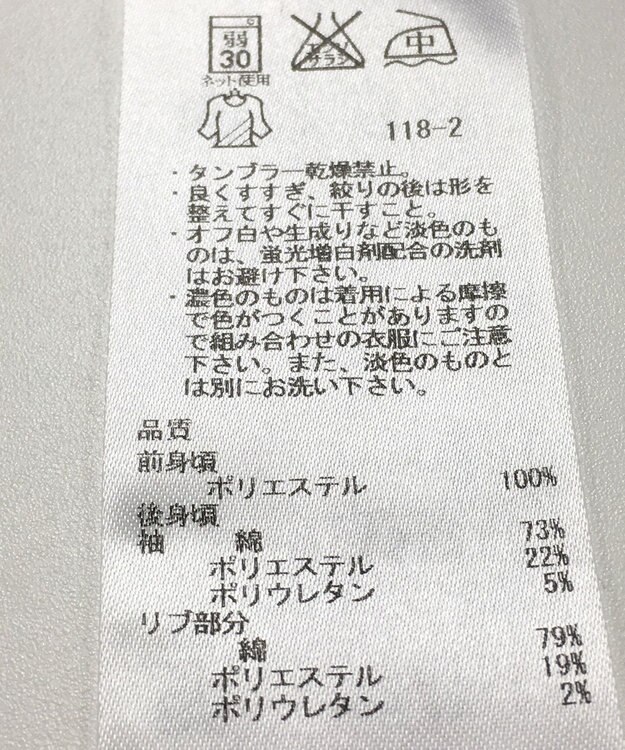 弱
30
ネット使用
エンソ
サラシ
中
118-2
・タンブラー乾燥禁止。
・良くすすぎ、絞りの後は形を
整えてすぐに干すこと。
・オフ白や生成りなど淡色のも
のは、蛍光増白剤配合の洗剤
はお避け下さい。
・濃色のものは着用による摩擦
で色がつくことがありますの
で組み合わせの衣服にご注意
下さい。また、淡色のものと
は別にお洗い下さい。
品質
前身頃
ポリエステル 100%
後身頃
袖 綿 73%
ポリエステル 22%
ポリウレタン 5%
リブ部分
綿 79%
ポリエステル 19%
ポリウレタン 2%